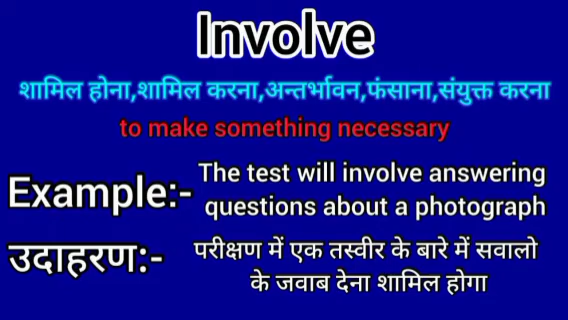 Involve
शामिल होना,शामिल करना,अन्तर्भावन,फंसाना,संयुक्त करना
to make something necessary
Example:- The test will involve answering
questions about a photograph
उदाहरण:- परीक्षण में एक तस्वीर के बारे में सवालो
के जवाब देना शामिल होगा